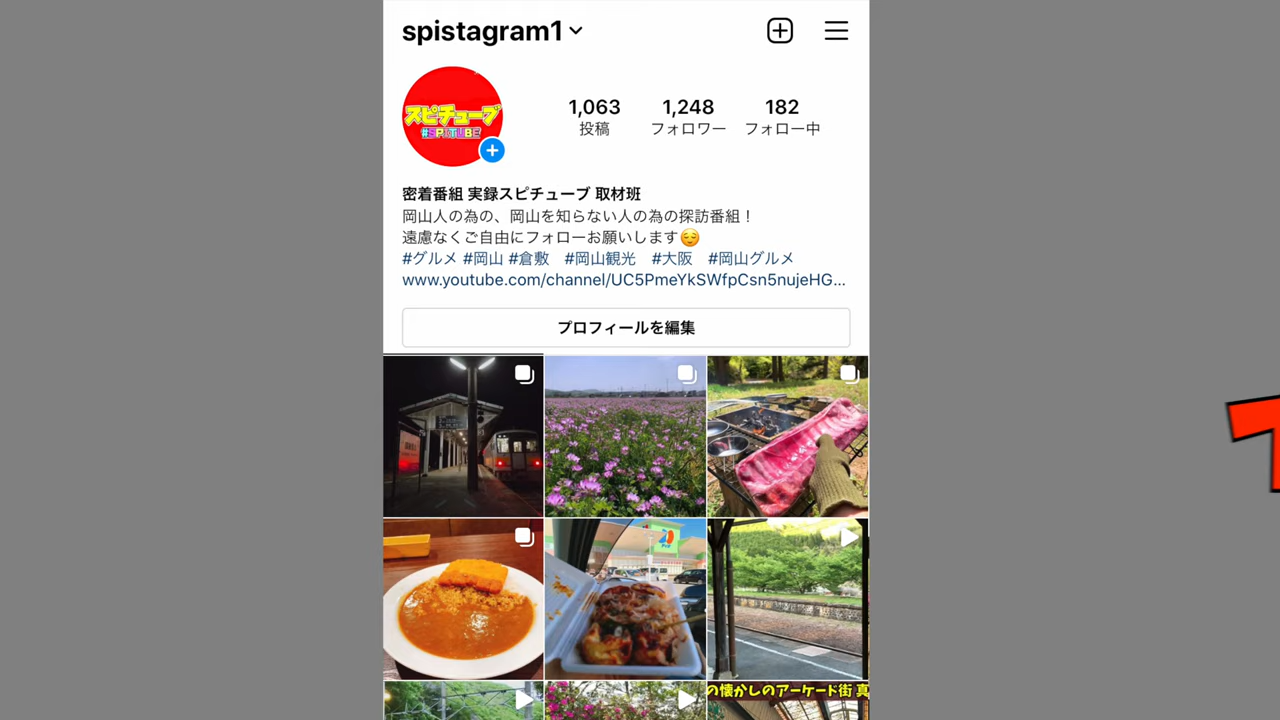 spistagram1
スピチューブ
#SPITUBE
1,063 1,248 182
投稿 フォロワー フォロー中
密着番組 実録スピチューブ 取材班
岡山人の為の、岡山を知らない人の為の探訪番組！
遠慮なくご自由にフォローお願いします😌
#グルメ #岡山 #倉敷　#岡山観光　#大阪　#岡山グルメ
www.youtube.com/channel/UC5PmeYkSWfpCsn5nujeHG...
プロフィールを編集
の懐かしのアーケード街 真